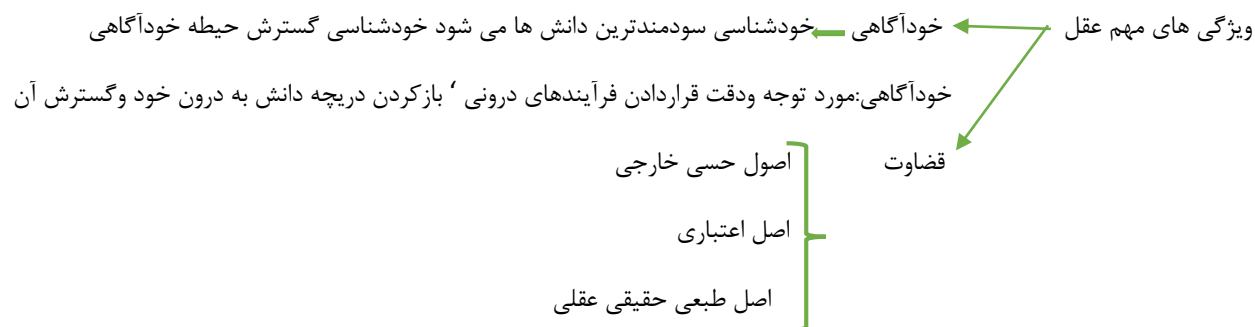 ویژگی های مهم عقل خودآگاهی خودشناسی سودمندترین دانش ها می شود خودشناسی گسترش حیطه خودآگاهی
خودآگاهی:مورد توجه ودقت قراردادن فرآیندهای درونی ‘ بازکردن دریچه دانش به درون خود وگسترش آن
قضاوت اصول حسی خارجی
اصل اعتباری
اصل طبعی حقیقی عقلی